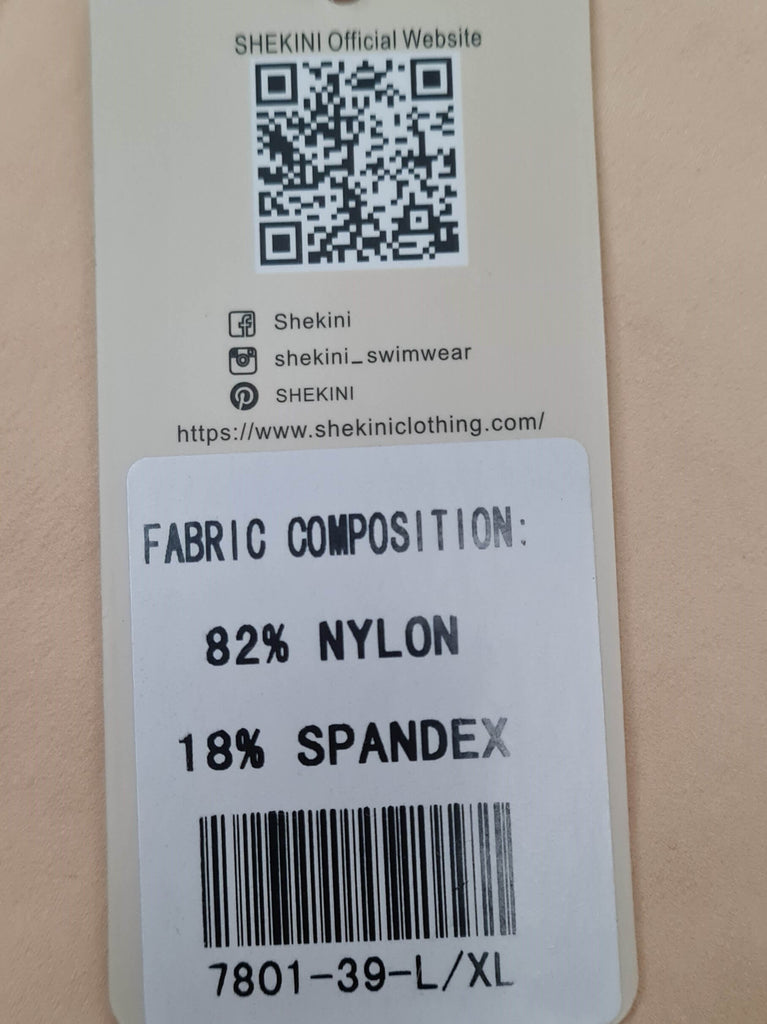 SHEKINI Official Website
Shekini
shekini_swimwear
SHEKINI
https://www.shekiniclothing.com/
FABRIC COMPOSITION:
82% NYLON
18% SPANDEX
7801-39-L/XL